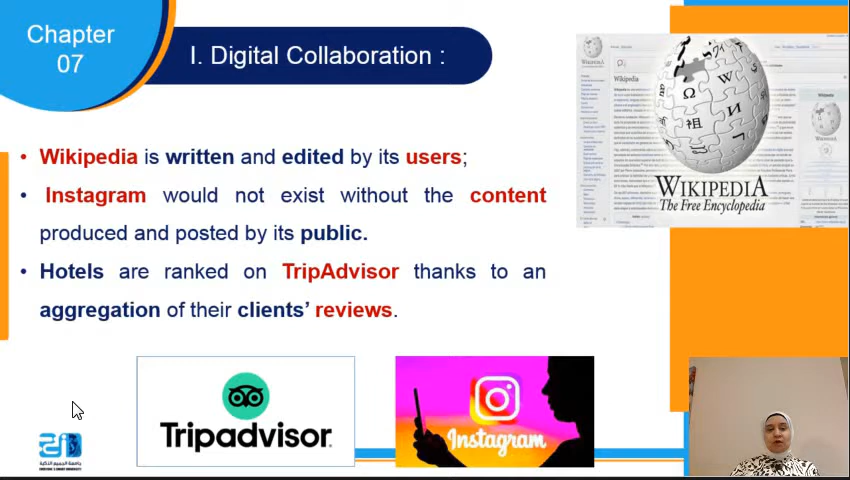 Chapter
07
I. Digital Collaboration :
• Wikipedia is written and edited by its users;
• Instagram would not exist without the content
produced and posted by its public.
• Hotels are ranked on TripAdvisor thanks to an
aggregation of their clients’ reviews.
Wikipedia
WIKIPEDIA
The Free Encyclopedia
Tripadvisor
Instagram